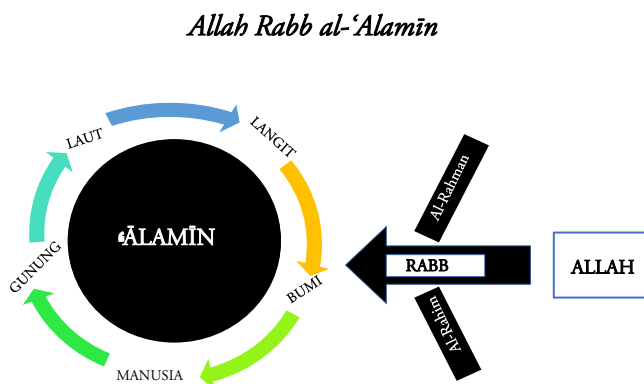 Allah Rabb al-‘Alamīn
LAUT
LANGIT
Al-Rahman
‘ĀLAMĪN
GUNUNG
RABB
ALLAH
BUMI
Al-Rahim
MANUSIA